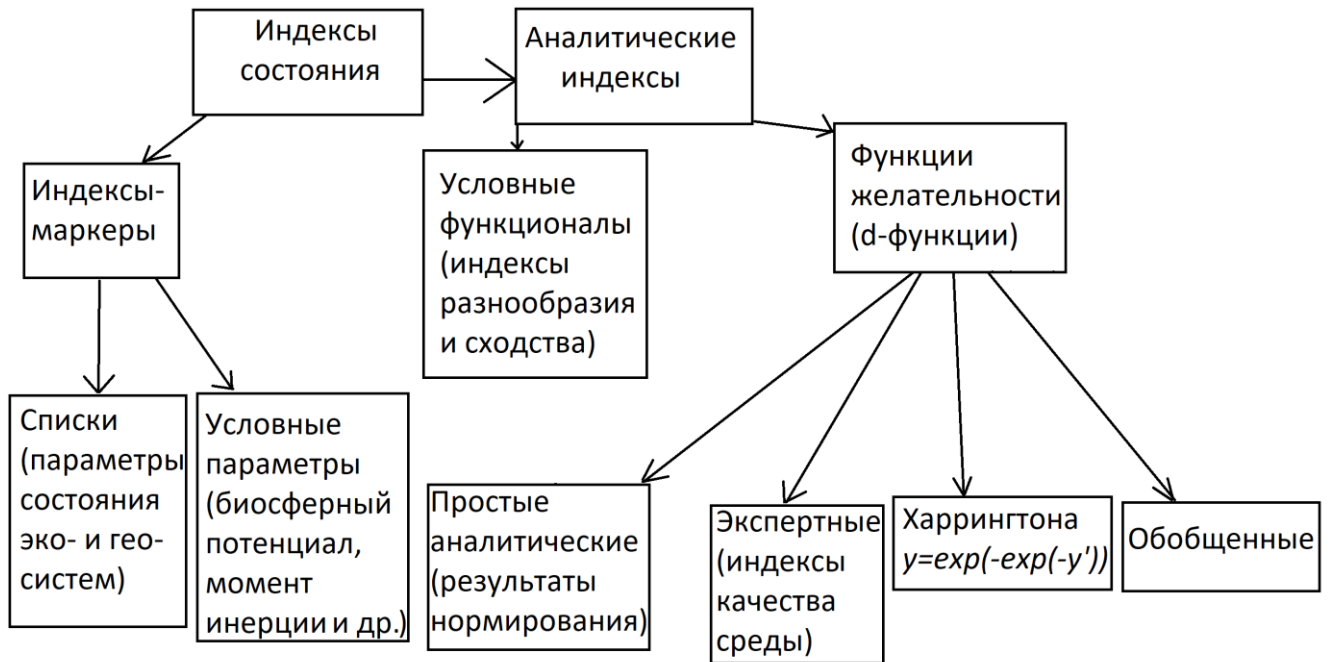 Индексы
состояния
Аналитические
индексы
Индексы-
маркеры
Условные
функционалы
(индексы
разнообразия
и сходства)
Функции
желательности
(d-функции)
Списки
(параметры
состояния
эко- и гео-
систем)
Условные
параметры
(биосферный
потенциал,
момент
инерции и др.)
Простые
аналитические
(результаты
нормирования)
Экспертные
(индексы
качества
среды)
Харрингтона
y=exp(-exp(-y'))
Обобщенные